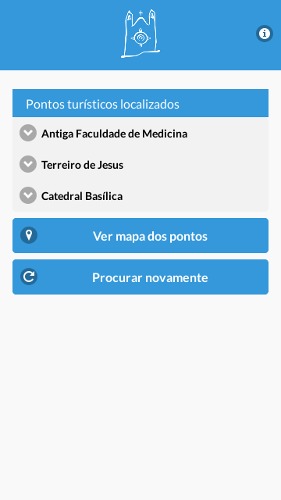 Pontos turísticos localizados
Antiga Faculdade de Medicina
Terreiro de Jesus
Catedral Basílica
Ver mapa dos pontos
Procurar novamente